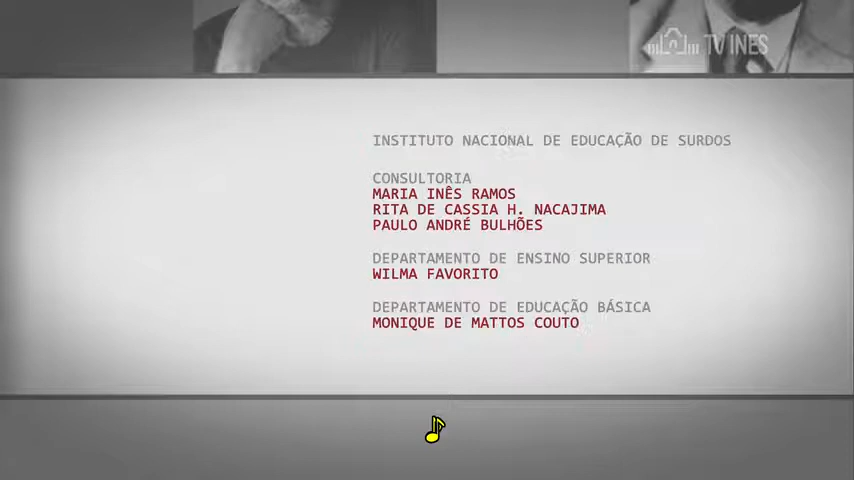 TV INES
INSTITUTO NACIONAL DE EDUCAÇÃO DE SURDOS
CONSULTORIA
MARIA INÊS RAMOS
RITA DE CASSIA H. NACAJIMA
PAULO ANDRÉ BULHÕES
DEPARTAMENTO DE ENSINO SUPERIOR
WILMA FAVORITO
DEPARTAMENTO DE EDUCAÇÃO BÁSICA
MONIQUE DE MATTOS COUTO